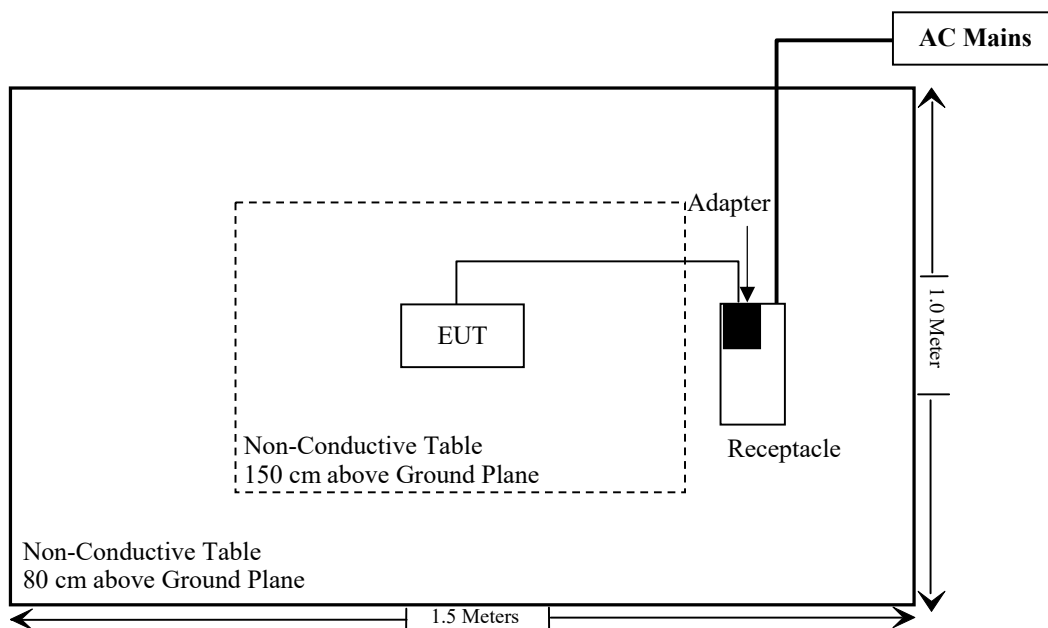 AC Mains
Adapter
EUT
1.0 Meter
Non-Conductive Table
150 cm above Ground Plane
Receptacle
Non-Conductive Table
80 cm above Ground Plane
1.5 Meters